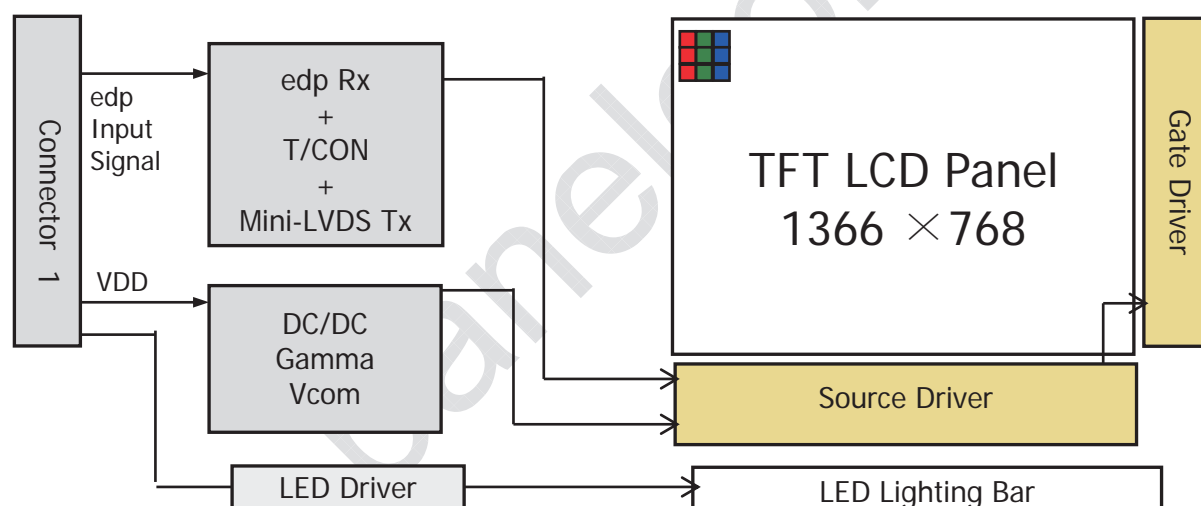 Connector 1
edp
Input
Signal
edp Rx
+
T/CON
+
Mini-LVDS Tx
VDD
DC/DC
Gamma
Vcom
LED Driver
TFT LCD Panel
1366 ×768
Gate Driver
Source Driver
LED Lighting Bar